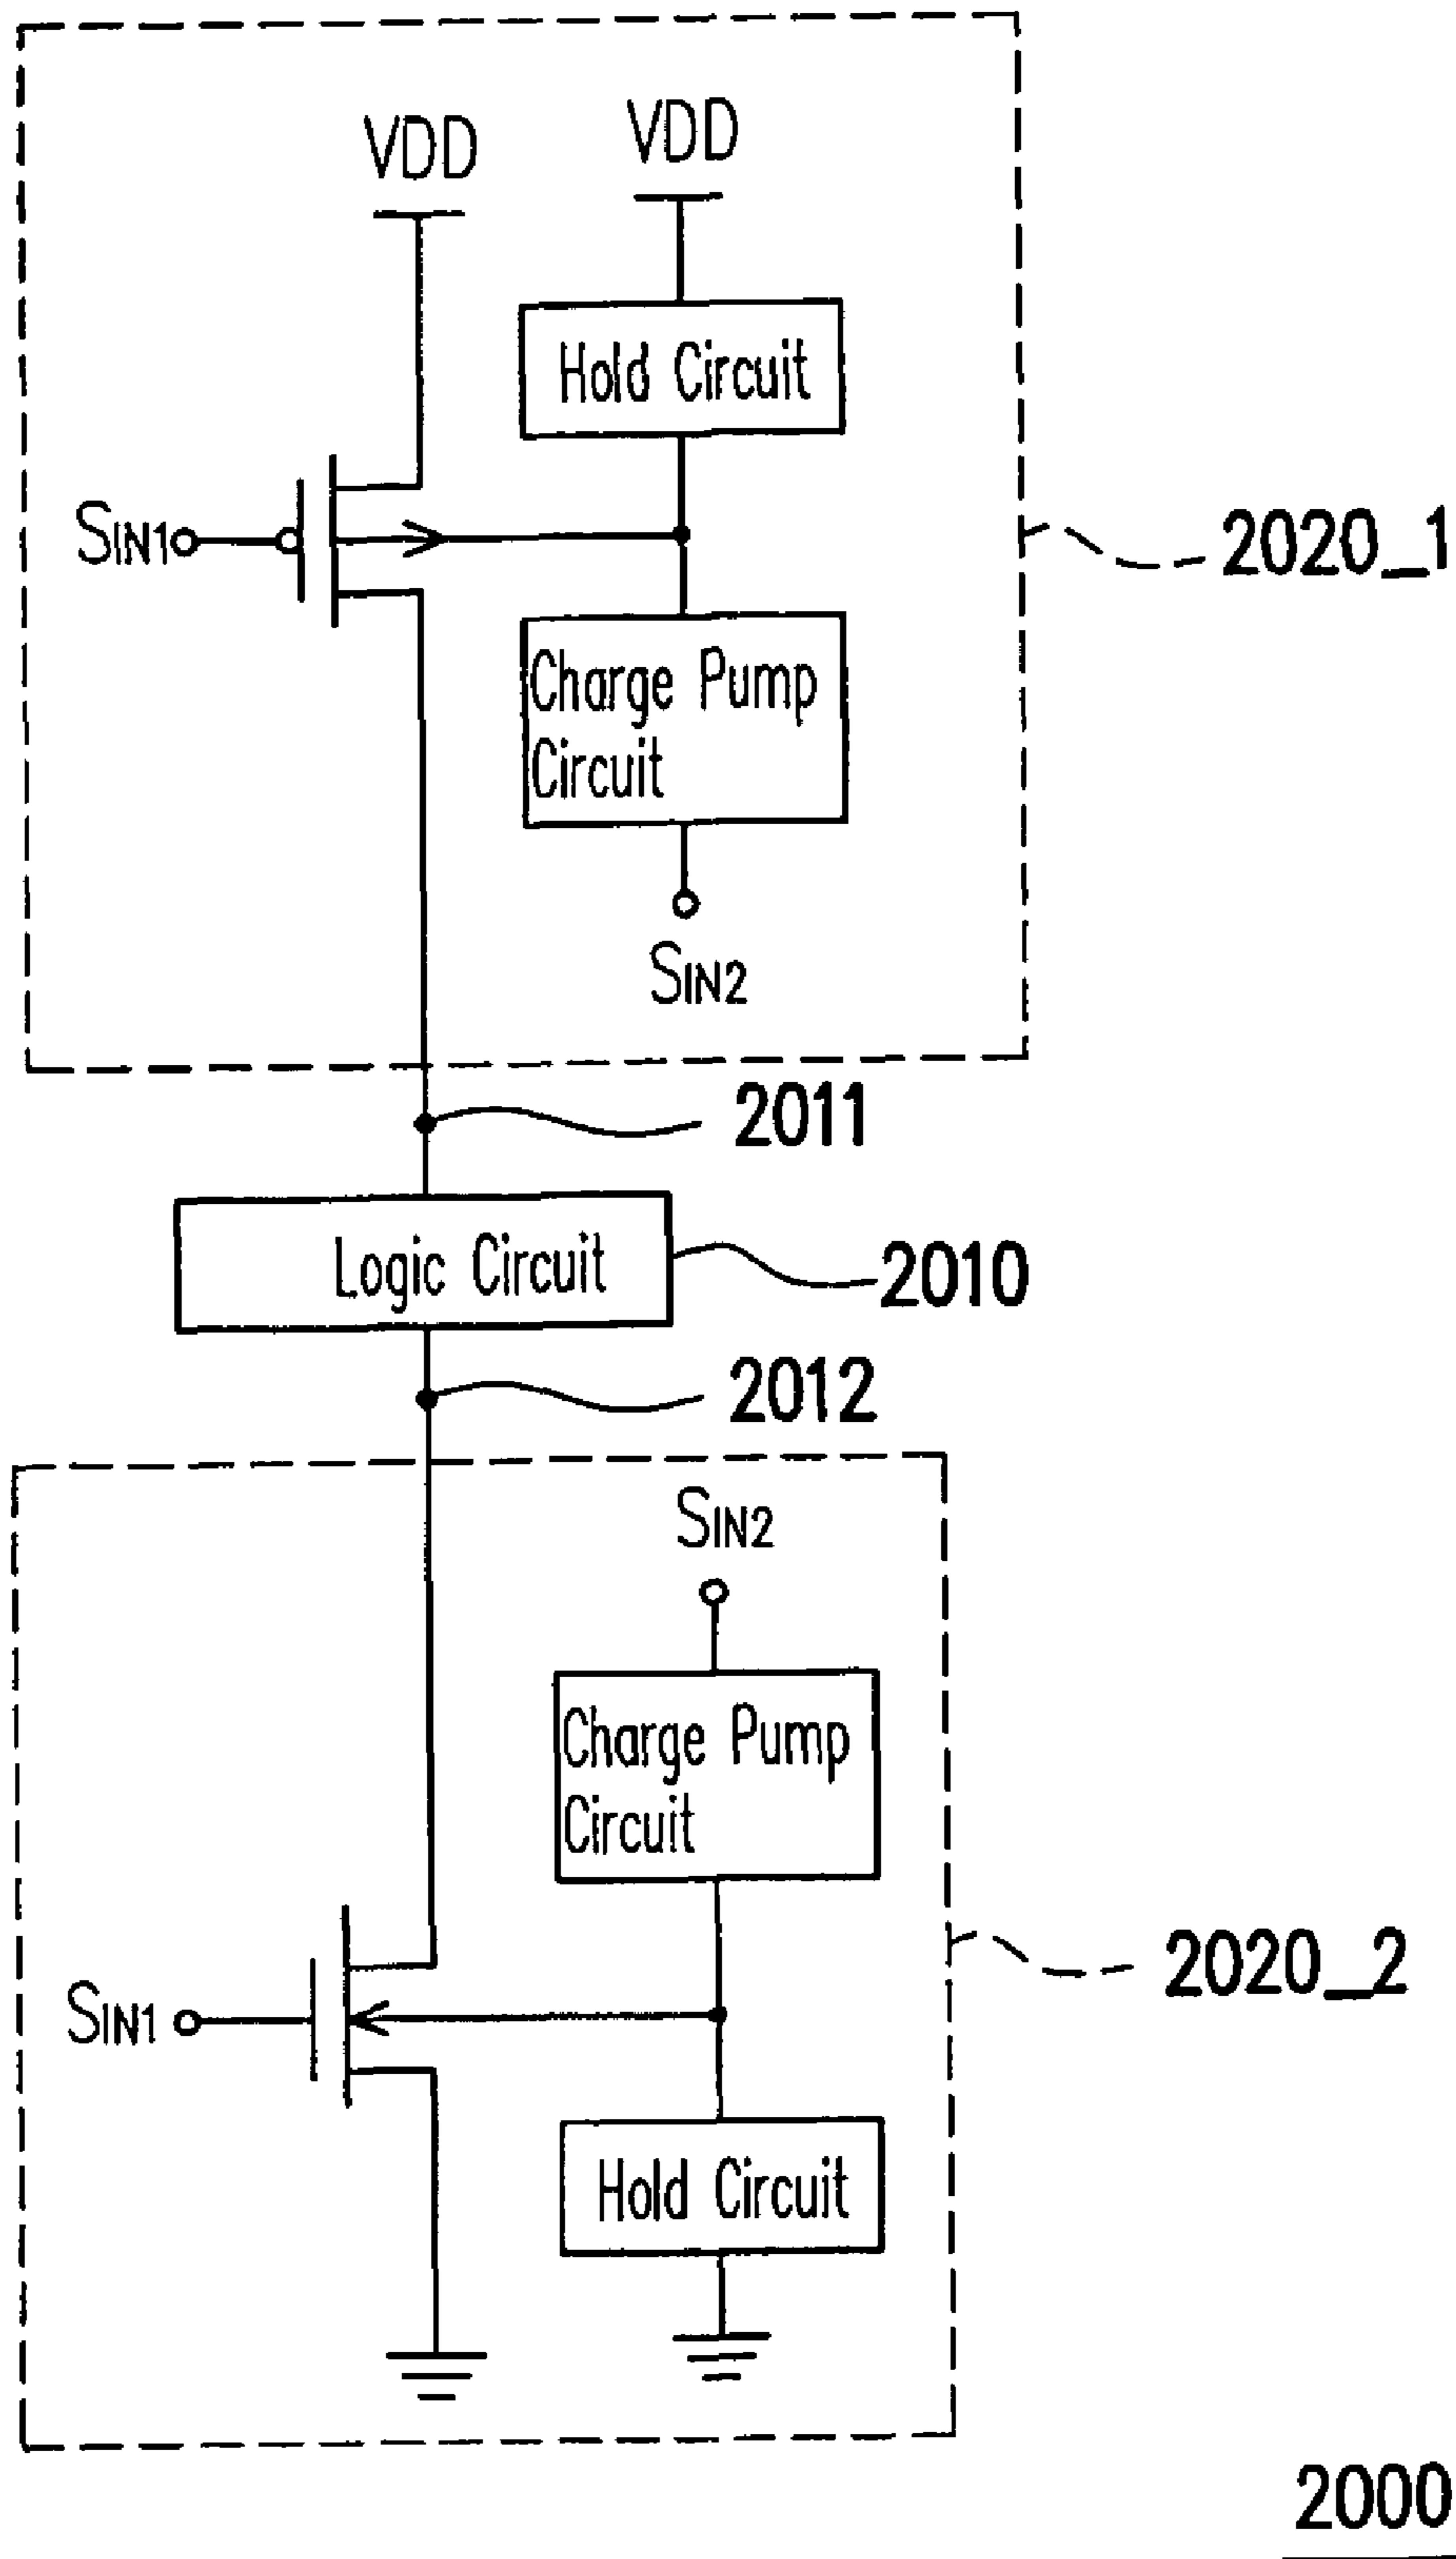 VDD
VDD
Hold Circuit
SIN1
2020_1
Charge Pump
Circuit
SIN2
2011
Logic Circuit
2010
2012
SIN2
Charge Pump
Circuit
2020_2
SIN1
Hold Circuit
2000